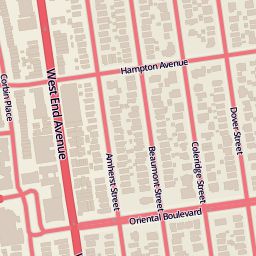 Hampton Avenue
Corbin Place
West End Avenue
Dover Street
Amherst Street
Beaumont Street
Coleridge Street
Oriental Boulevard